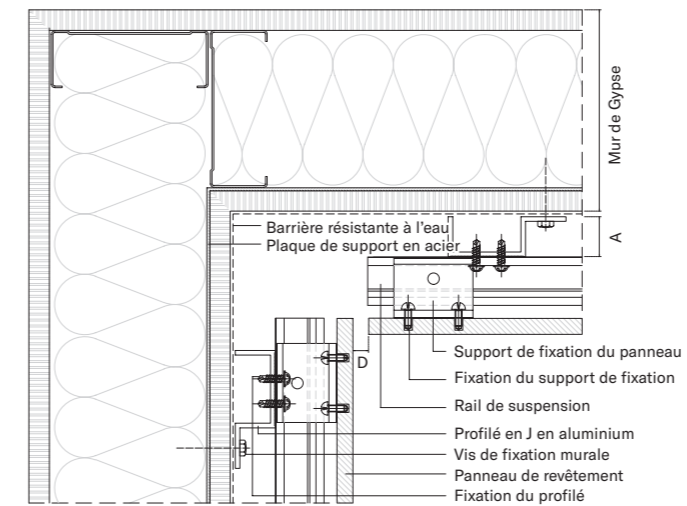 Mur de Gypse
A
Barrière résistante à l'eau
Plaque de support en acier
D
Support de fixation du panneau
Fixation du support de fixation
Rail de suspension
Profilé en J en aluminium
Vis de fixation murale
Panneau de revêtement
Fixation du profilé